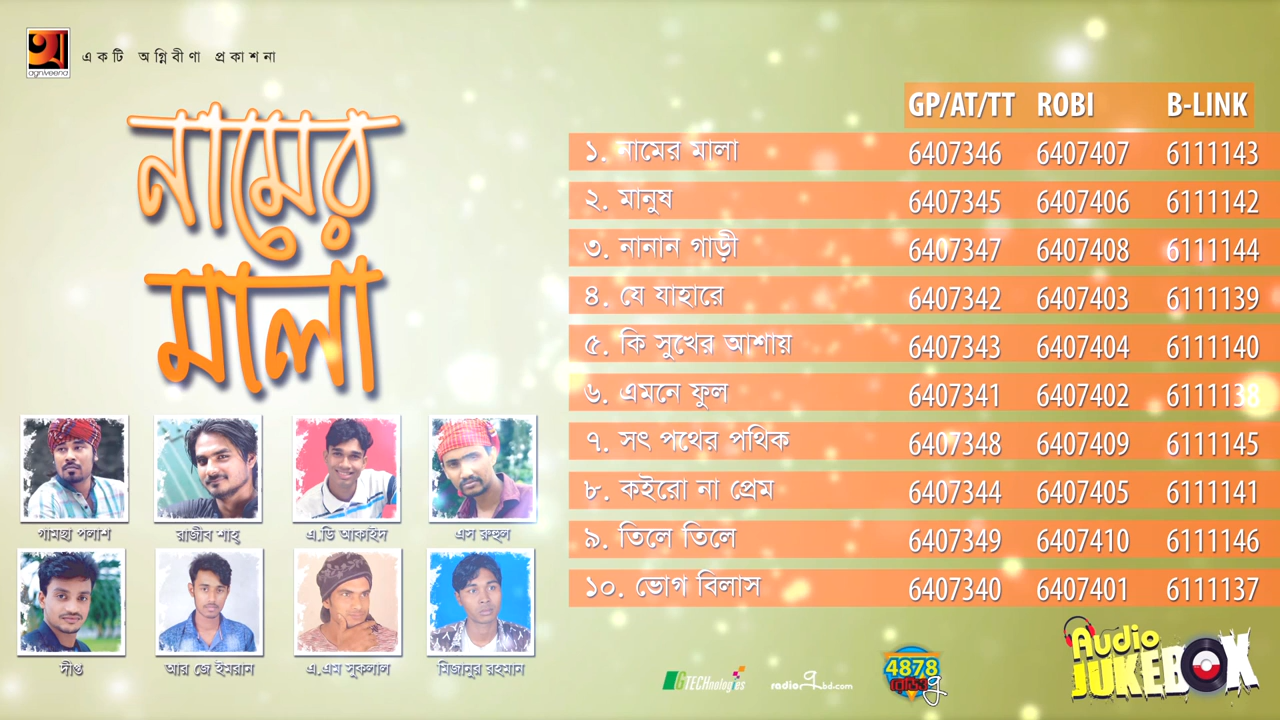 agniveena
একটি অগ্নিবীণা প্রকাশনা
নামের
মালা
গামছা পলাশ
রাজীব শাহ্
এ.ডি আকাইদ
এস রুহুল
দীপ্ত
আর জে ইমরান
এ.এম সুকলাল
মিজানুর রহমান
GP/AT/TT ROBI B-LINK
১. নামের মালা 6407346 6407407 6111143
২. মানুষ 6407345 6407406 6111142
৩. নানান গাড়ী 6407347 6407408 6111144
৪. যে যাহারে 6407342 6407403 6111139
৫. কি সুখের আশায় 6407343 6407404 6111140
৬. এমনে ফুল 6407341 6407402 6111138
৭. সৎ পথের পথিক 6407348 6407409 6111145
৮. কইরো না প্রেম 6407344 6407405 6111141
৯. তিলে তিলে 6407349 6407410 6111146
১০. ভোগ বিলাস 6407340 6407401 6111137
GTECHnologies
radio gbd.com
4878
রেডিও g
Audio
JUKEBOX